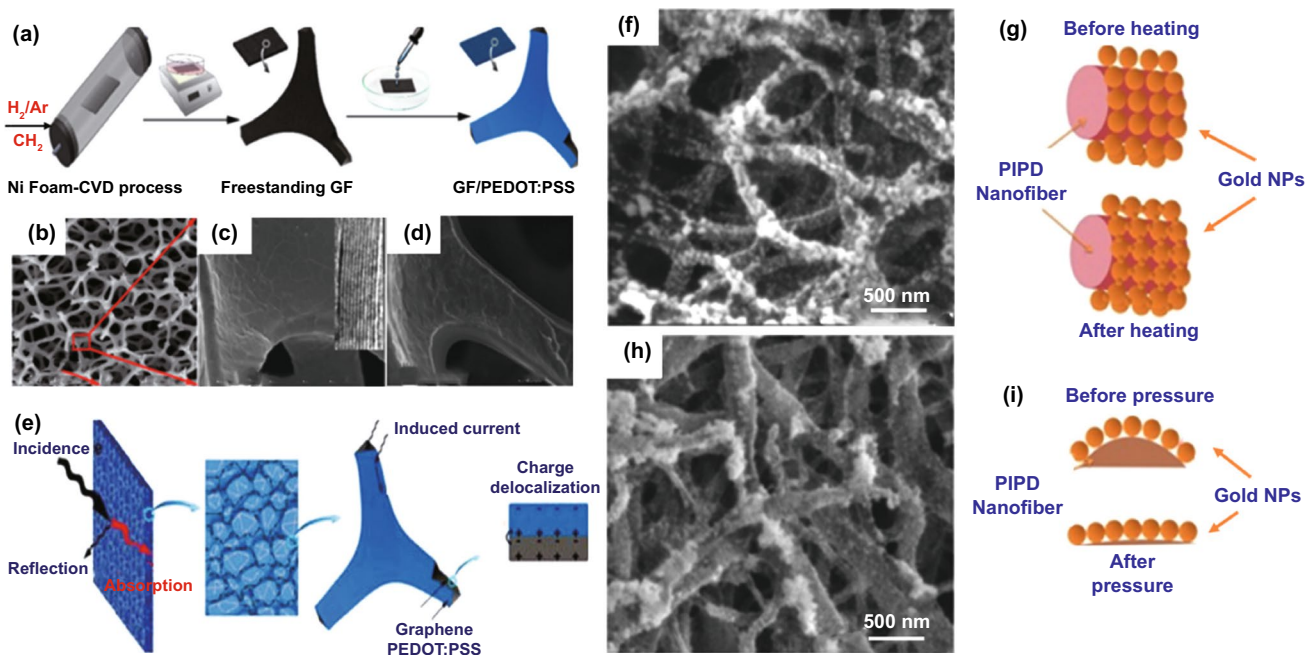 (a)
H₂/Ar
CH₂
Ni Foam-CVD process
Freestanding GF
GF/PEDOT:PSS
(b)
(c)
(d)
(e)
Incidence
Reflection
Absorption
Induced current
Charge
delocalization
Graphene
PEDOT:PSS
(f)
500 nm
(g)
Before heating
PIPD
Nanofiber
Gold NPs
After heating
(h)
500 nm
(i)
Before pressure
PIPD
Nanofiber
Gold NPs
After
pressure